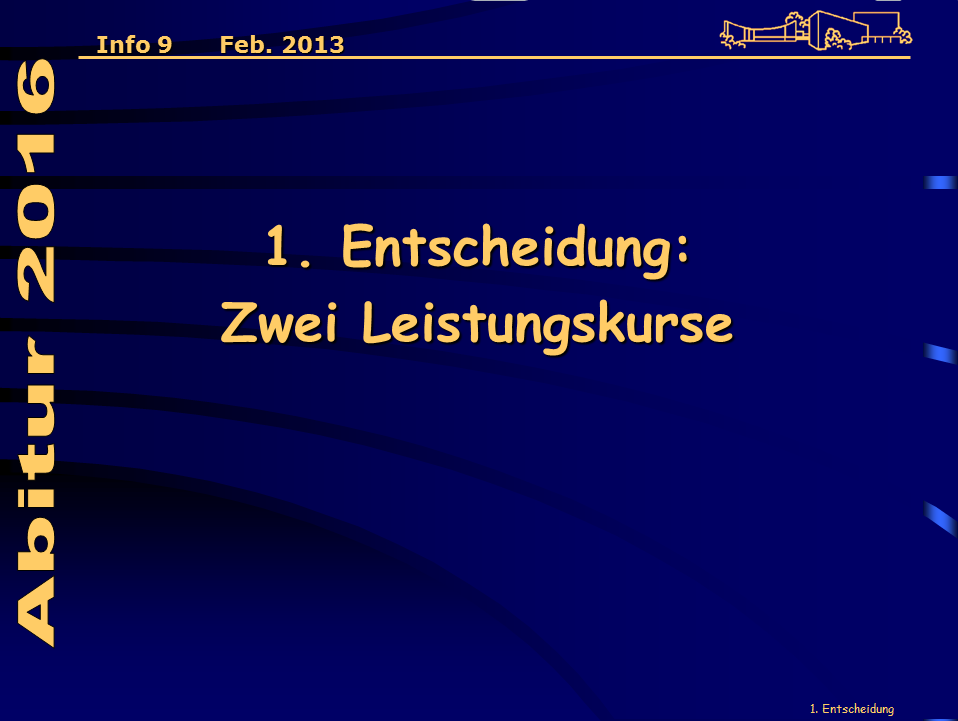 Info 9 Feb. 2013
Abitur 2016
1. Entscheidung:
Zwei Leistungskurse
1. Entscheidung